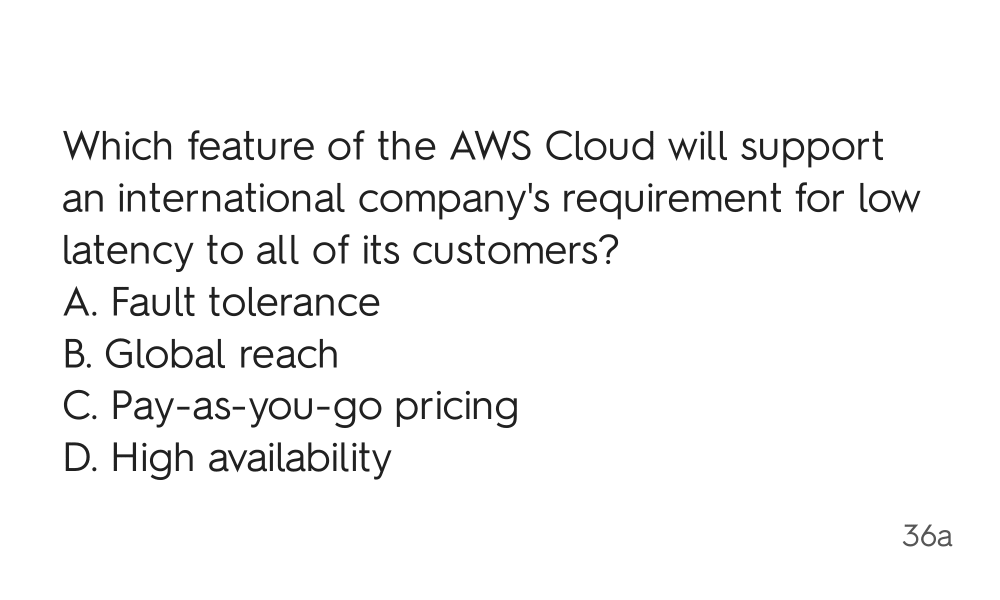 Which feature of the AWS Cloud will support
an international company's requirement for low
latency to all of its customers?
A. Fault tolerance
B. Global reach
C. Pay-as-you-go pricing
D. High availability
36a